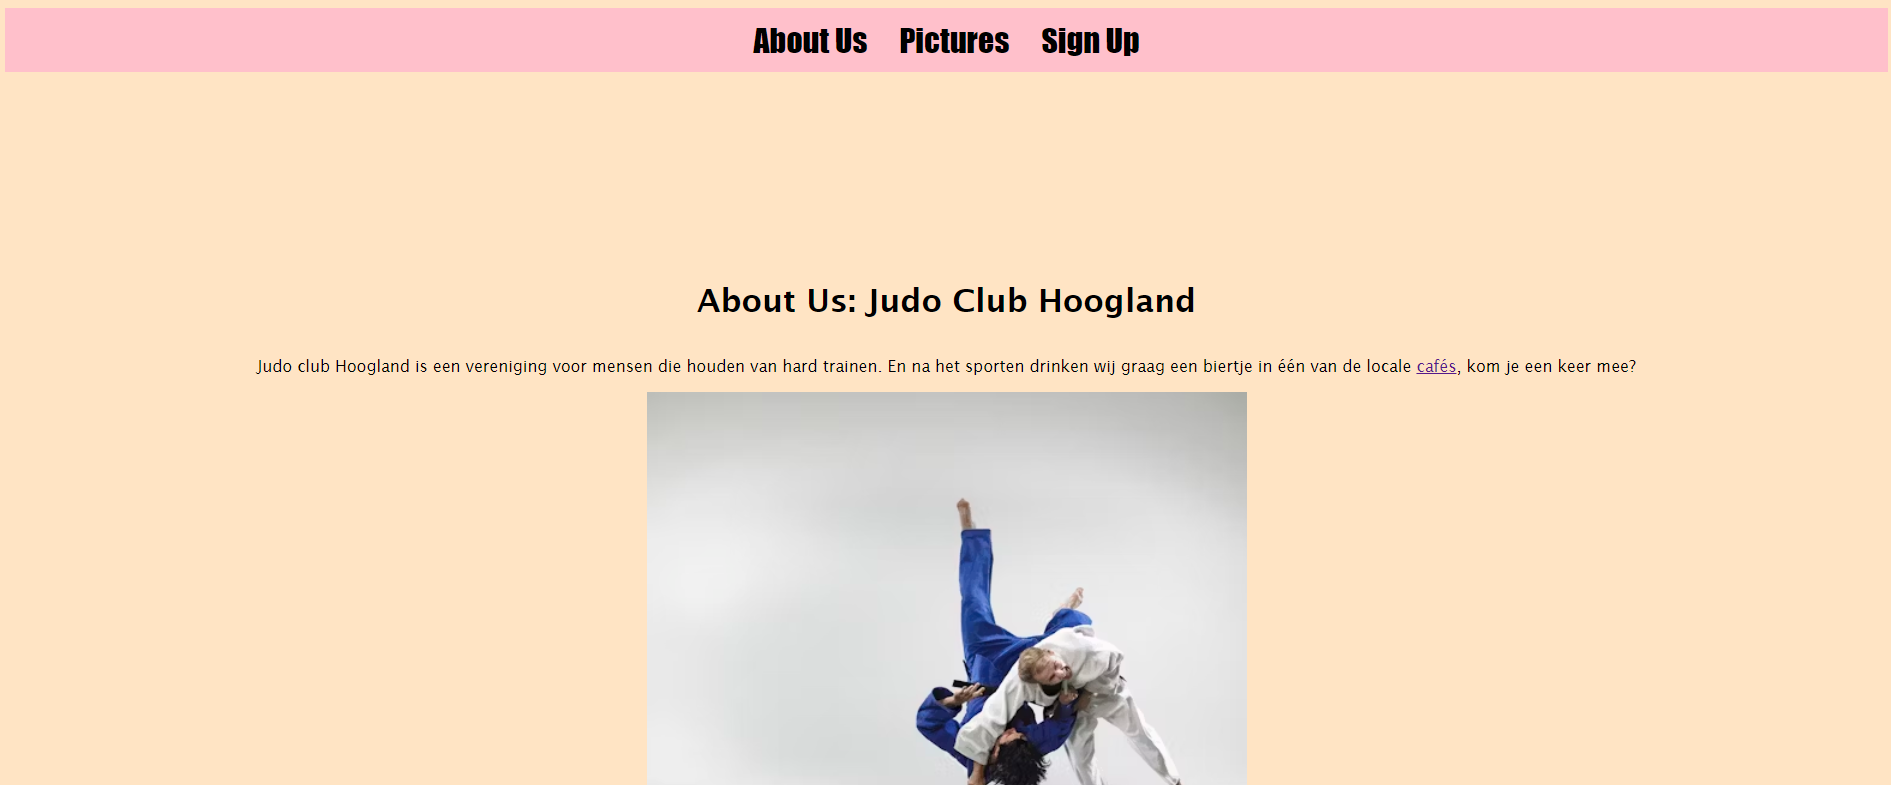 About Us Pictures Sign Up
About Us: Judo Club Hoogland
Judo club Hoogland is een vereniging voor mensen die houden van hard trainen. En na het sporten drinken wij graag een biertje in één van de locale cafés, kom je een keer mee?